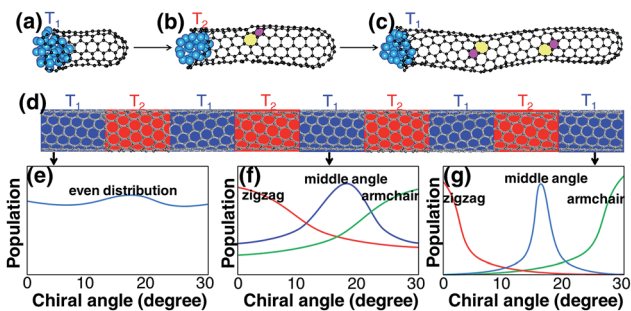 (a) T1 (b) T2 (c) T1
(d) T1 T2 T1 T2 T1 T2 T1 T2 T1
(e) even distribution
Population
0 10 20 30
Chiral angle (degree)
(f) middle angle
zigzag armchair
Population
0 10 20 30
Chiral angle (degree)
(g) middle angle
zigzag armchair
Population
0 10 20 30
Chiral angle (degree)